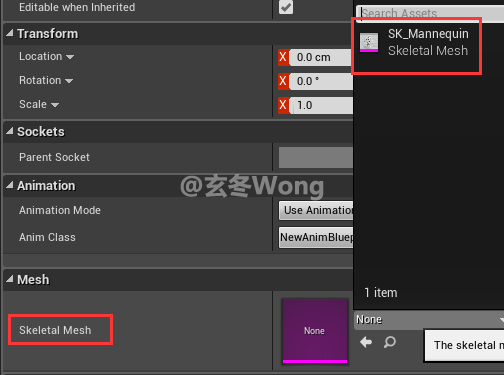 Editable when Inherited
Search Assets
SK_Mannequin
Skeletal Mesh
Transform
Location
X 0.0 cm
Rotation
X 0.0 °
Scale
X 1.0
Sockets
Parent Socket
@玄冬Wong
Animation
Animation Mode
Use Animation
Anim Class
NewAnimBluep
Mesh
1 item
Skeletal Mesh
None
None
The skeletal m